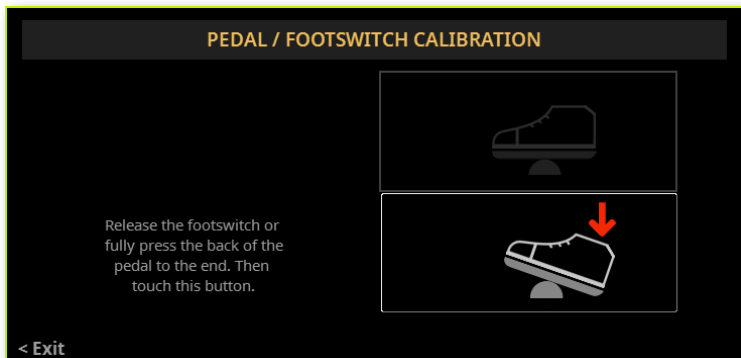 PEDAL / FOOTSWITCH CALIBRATION
Release the footswitch or
fully press the back of the
pedal to the end. Then
touch this button.
< Exit